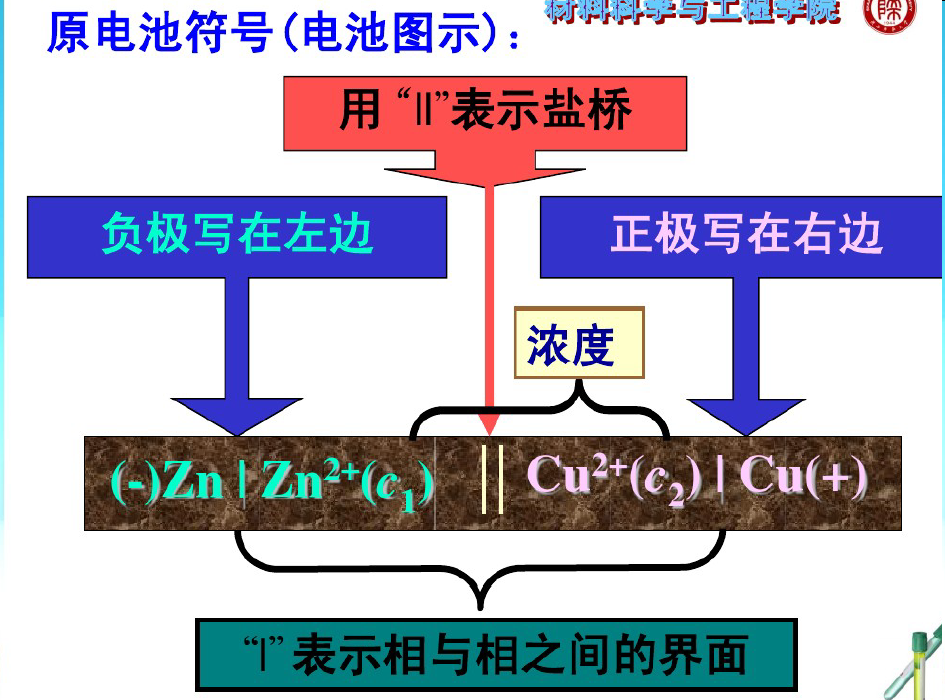 原电池符号(电池图示):
材料科学与工程学院
用 “||”表示盐桥
负极写在左边
正极写在右边
浓度
(-)Zn | Zn²⁺(c₁) || Cu²⁺(c₂) | Cu(+)
“|” 表示相与相之间的界面